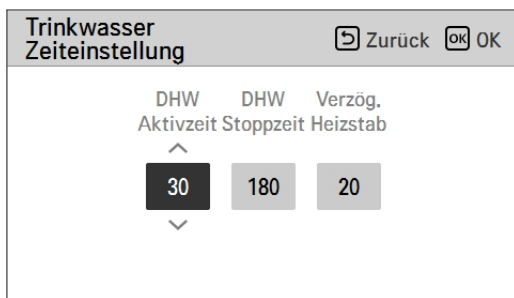 Trinkwasser
Zeiteinstellung
Zurück OK OK
DHW DHW Verzög.
Aktivzeit Stoppzeit Heizstab
30 180 20